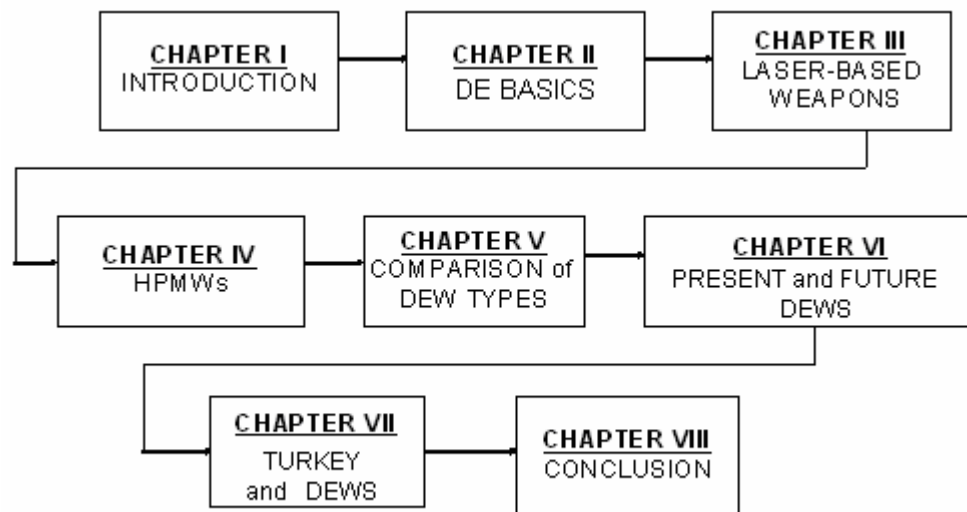 CHAPTER I
INTRODUCTION
CHAPTER II
DE BASICS
CHAPTER III
LASER-BASED
WEAPONS
CHAPTER IV
HPMWs
CHAPTER V
COMPARISON of
DEW TYPES
CHAPTER VI
PRESENT and FUTURE
DEWS
CHAPTER VII
TURKEY
and DEWS
CHAPTER VIII
CONCLUSION